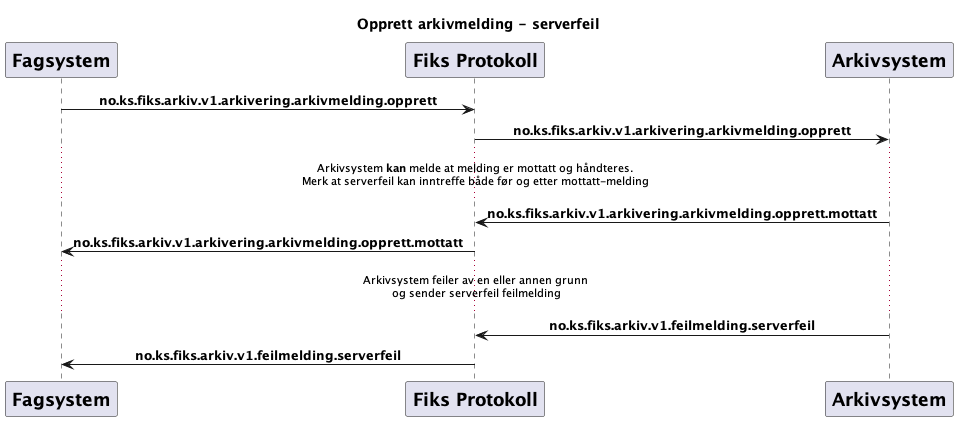 Opprett arkivmelding - serverfeil
Fagsystem
Fiks Protokoll
Arkivsystem
no.ks.fiks.arkiv.v1.arkivering.arkivmelding.opprett
no.ks.fiks.arkiv.v1.arkivering.arkivmelding.opprett
Arkivsystem kan melde at melding er mottatt og håndteres.
Merk at serverfeil kan inntreffe både før og etter mottatt-melding
no.ks.fiks.arkiv.v1.arkivering.arkivmelding.opprett.mottatt
no.ks.fiks.arkiv.v1.arkivering.arkivmelding.opprett.mottatt
Arkivsystem feiler av en eller annen grunn
og sender serverfeil feilmelding
no.ks.fiks.arkiv.v1.feilmelding.serverfeil
no.ks.fiks.arkiv.v1.feilmelding.serverfeil
Fagsystem
Fiks Protokoll
Arkivsystem